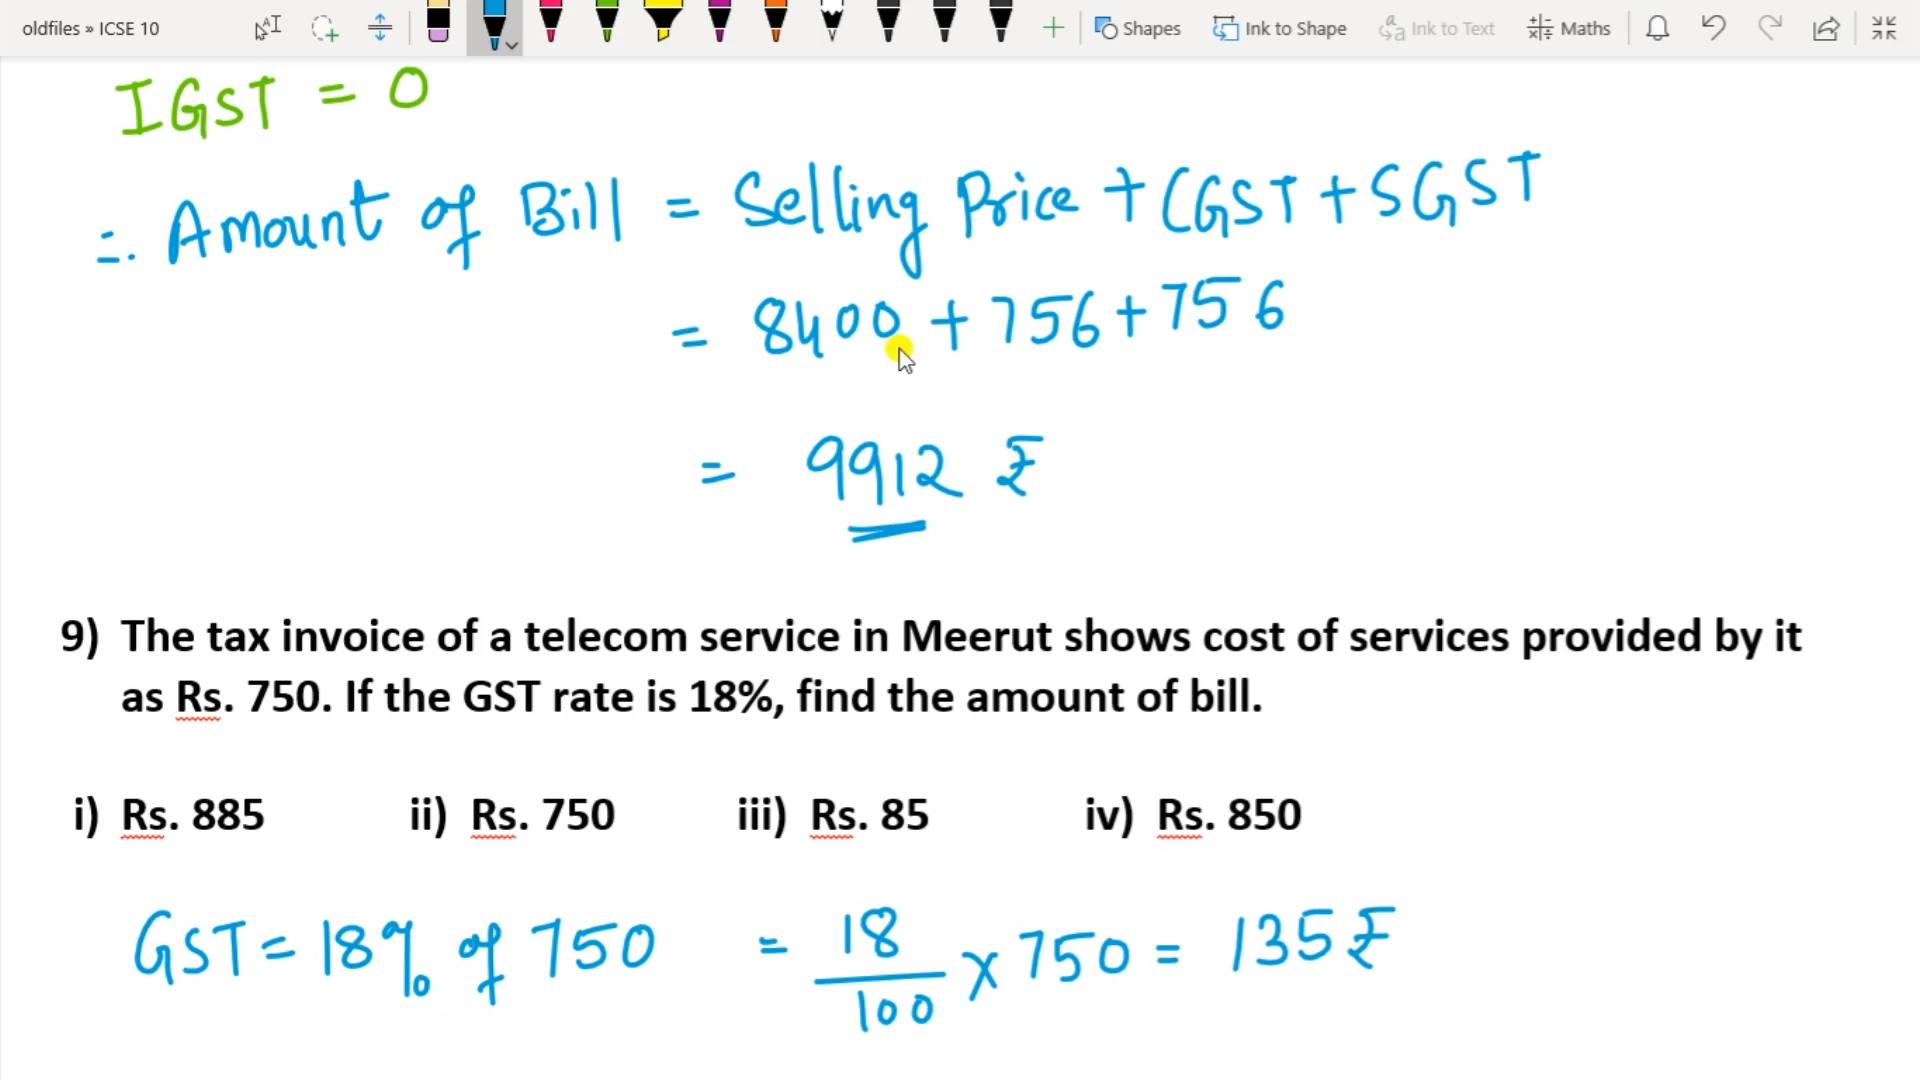 oldfiles » ICSE 10 Shapes Ink to Shape Ink to Text Maths
IGST = 0
∴ Amount of Bill = Selling Price + CGST + SGST
= 8400 + 756 + 756
= 9912 ₹
9) The tax invoice of a telecom service in Meerut shows cost of services provided by it
as Rs. 750. If the GST rate is 18%, find the amount of bill.
i) Rs. 885 ii) Rs. 750 iii) Rs. 85 iv) Rs. 850
GST = 18% of 750 = 18/100 x 750 = 135 ₹